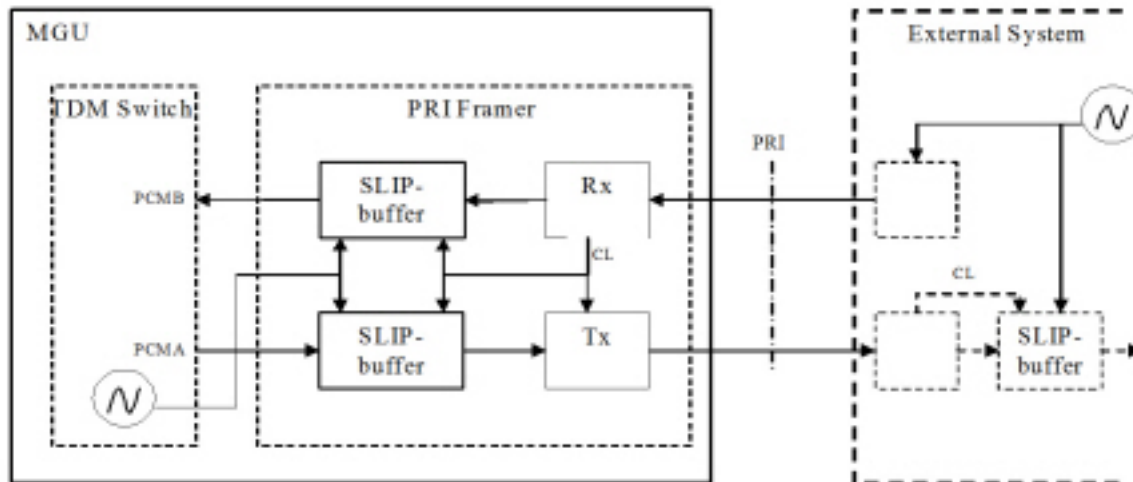 MGU
External System
TDM Switch
PRI Framer
PRI
PCMB
SLIP-
buffer
Rx
CL
CL
PCMA
SLIP-
buffer
Tx
SLIP-
buffer